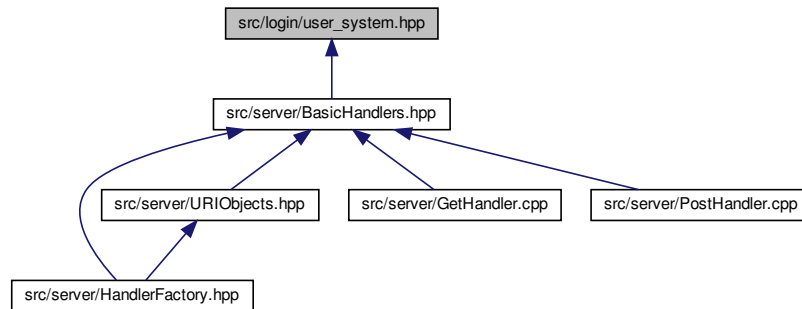 src/login/user_system.hpp
src/server/BasicHandlers.hpp
src/server/URIObjects.hpp
src/server/GetHandler.cpp
src/server/PostHandler.cpp
src/server/HandlerFactory.hpp